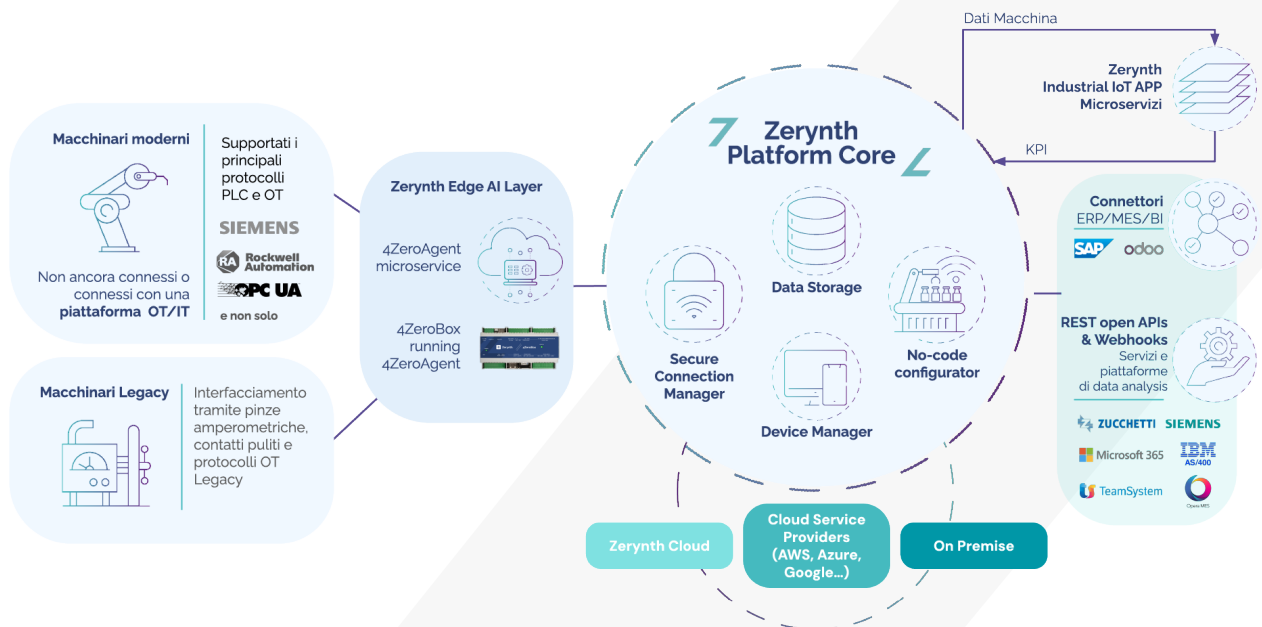 Macchinari moderni
Non ancora connessi o
connessi con una
piattaforma OT/IT
Supportati i
principali
protocolli
PLC e OT
SIEMENS
RA
Rockwell
Automation
OPC UA
e non solo
Macchinari Legacy
Interfacciamento
tramite pinze
amperometriche,
contatti puliti e
protocolli OT
Legacy
Zerynth Edge AI Layer
4ZeroAgent
microservice
4ZeroBox
running
4ZeroAgent
Zerynth
Platform Core
Data Storage
Secure
Connection
Manager
No-code
configurator
Device Manager
Zerynth Cloud
Cloud Service
Providers
(AWS, Azure,
Google...)
On Premise
Dati Macchina
Zerynth
Industrial IoT APP
Microservizi
KPI
Connettori
ERP/MES/BI
SAP
odoo
REST open APIs
& Webhooks
Servizi e
piattaforme
di data analysis
ZUCCHETTI
SIEMENS
Microsoft 365
IBM
AS/400
TeamSystem
Opera MES